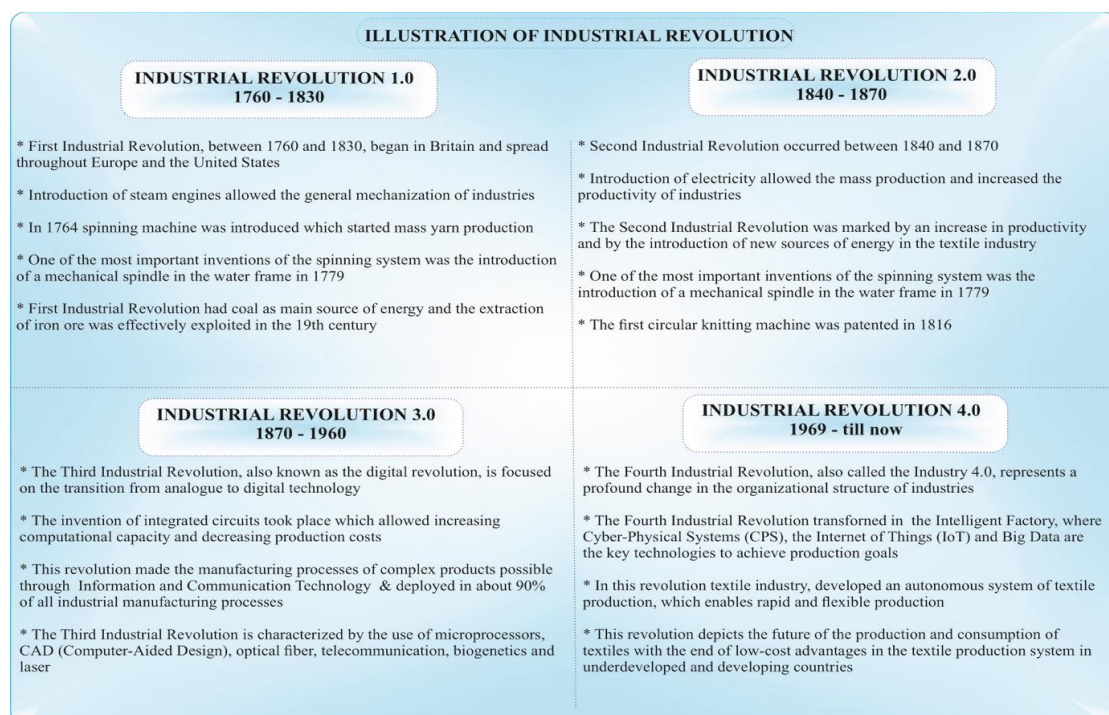 ILLUSTRATION OF INDUSTRIAL REVOLUTION
INDUSTRIAL REVOLUTION 1.0
1760 - 1830
* First Industrial Revolution, between 1760 and 1830, began in Britain and spread
throughout Europe and the United States
* Introduction of steam engines allowed the general mechanization of industries
* In 1764 spinning machine was introduced which started mass yarn production
* One of the most important inventions of the spinning system was the introduction
of a mechanical spindle in the water frame in 1779
* First Industrial Revolution had coal as main source of energy and the extraction
of iron ore was effectively exploited in the 19th century
INDUSTRIAL REVOLUTION 2.0
1840 - 1870
* Second Industrial Revolution occurred between 1840 and 1870
* Introduction of electricity allowed the mass production and increased the
productivity of industries
* The Second Industrial Revolution was marked by an increase in productivity
and by the introduction of new sources of energy in the textile industry
* One of the most important inventions of the spinning system was the
introduction of a mechanical spindle in the water frame in 1779
* The first circular knitting machine was patented in 1816
INDUSTRIAL REVOLUTION 3.0
1870 - 1960
* The Third Industrial Revolution, also known as the digital revolution, is focused
on the transition from analogue to digital technology
* The invention of integrated circuits took place which allowed increasing
computational capacity and decreasing production costs
* This revolution made the manufacturing processes of complex products possible
through Information and Communication Technology & deployed in about 90%
of all industrial manufacturing processes
* The Third Industrial Revolution is characterized by the use of microprocessors,
CAD (Computer-Aided Design), optical fiber, telecommunication, biogenetics and
laser
INDUSTRIAL REVOLUTION 4.0
1969 - till now
* The Fourth Industrial Revolution, also called the Industry 4.0, represents a
profound change in the organizational structure of industries
* The Fourth Industrial Revolution transforned in the Intelligent Factory, where
Cyber-Physical Systems (CPS), the Internet of Things (IoT) and Big Data are
the key technologies to achieve production goals
* In this revolution textile industry, developed an autonomous system of textile
production, which enables rapid and flexible production
* This revolution depicts the future of the production and consumption of
textiles with the end of low-cost advantages in the textile production system in
underdeveloped and developing countries